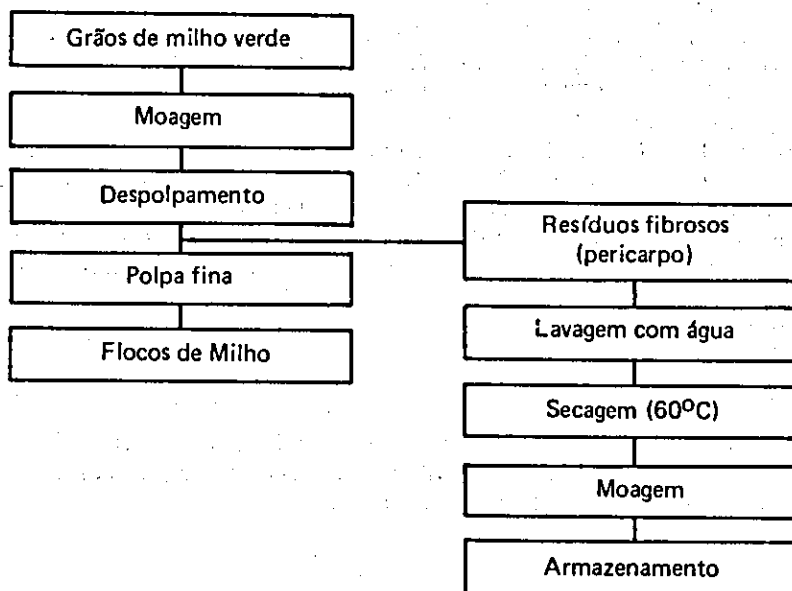 Grãos de milho verde
Moagem
Despolpamento
Polpa fina
Flocos de Milho
Resíduos fibrosos
(pericarpo)
Lavagem com água
Secagem (60ºC)
Moagem
Armazenamento